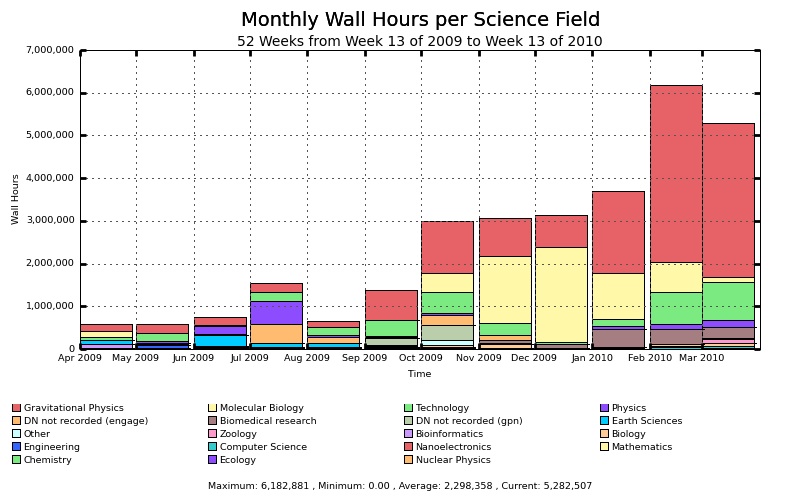 Monthly Wall Hours per Science Field
52 Weeks from Week 13 of 2009 to Week 13 of 2010
7,000,000
6,000,000
5,000,000
4,000,000
3,000,000
2,000,000
1,000,000
0
Wall Hours
Apr 2009 May 2009 Jun 2009 Jul 2009 Aug 2009 Sep 2009 Oct 2009 Nov 2009 Dec 2009 Jan 2010 Feb 2010 Mar 2010
Time
Gravitational Physics Molecular Biology Technology Physics
DN not recorded (engage) Biomedical research DN not recorded (gpn) Earth Sciences
Other Zoology Bioinformatics Biology
Engineering Computer Science Nanoelectronics Mathematics
Chemistry Ecology Nuclear Physics
Maximum: 6,182,881 , Minimum: 0.00 , Average: 2,298,358 , Current: 5,282,507